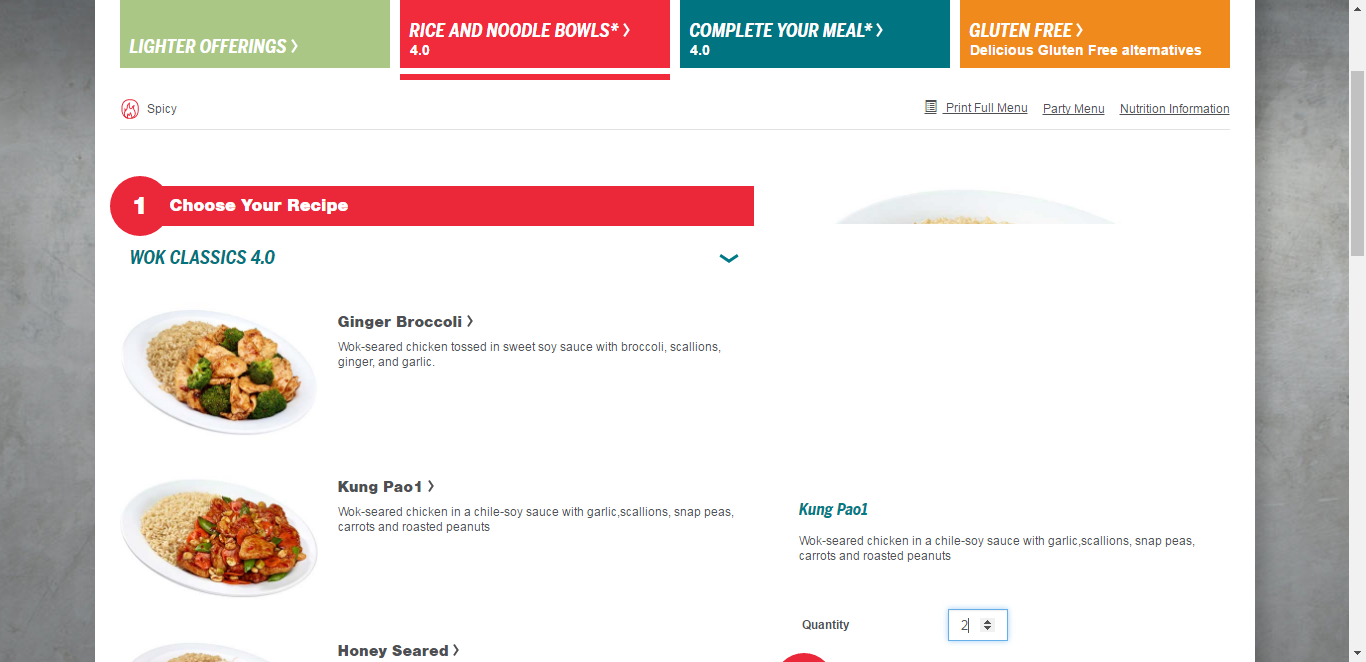 LIGHTER OFFERINGS >
RICE AND NOODLE BOWLS* >
4.0
COMPLETE YOUR MEAL* >
4.0
GLUTEN FREE >
Delicious Gluten Free alternatives
Spicy
Print Full Menu
Party Menu
Nutrition Information
1
Choose Your Recipe
WOK CLASSICS 4.0
Ginger Broccoli >
Wok-seared chicken tossed in sweet soy sauce with broccoli, scallions,
ginger, and garlic.
Kung Pao1 >
Wok-seared chicken in a chile-soy sauce with garlic,scallions, snap peas,
carrots and roasted peanuts
Honey Seared >
Kung Pao1
Wok-seared chicken in a chile-soy sauce with garlic,scallions, snap peas,
carrots and roasted peanuts
Quantity
2